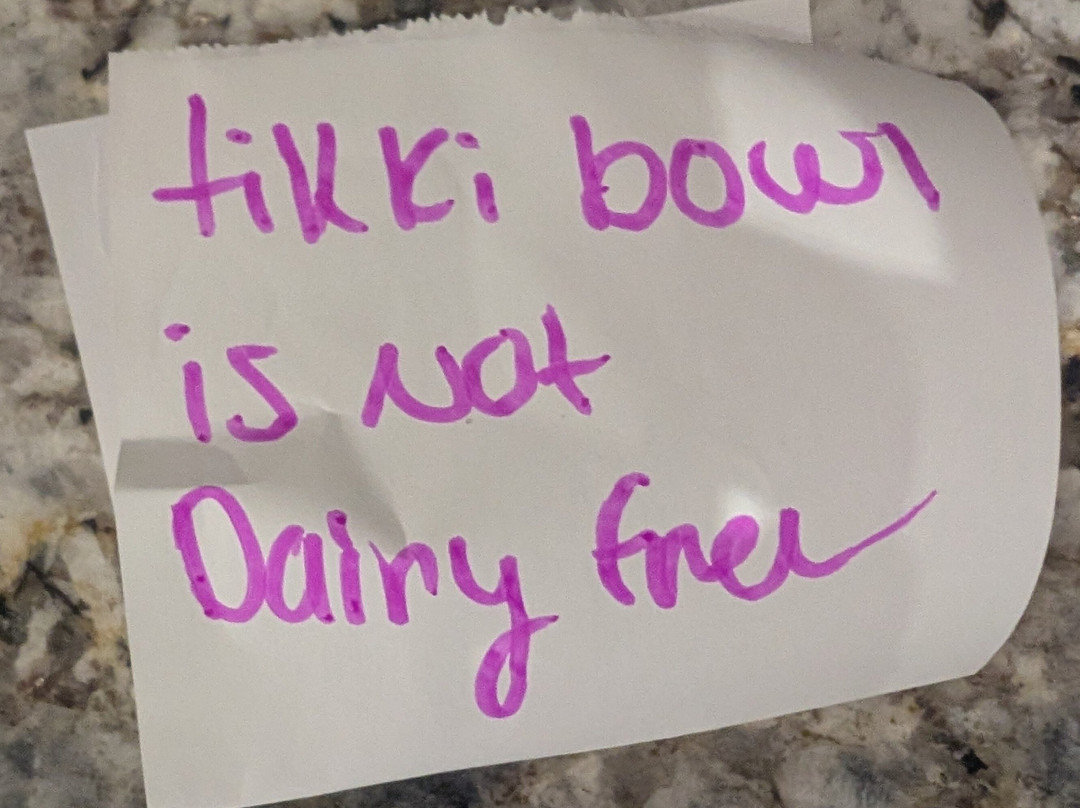 tikki bowl
is not
Dairy free